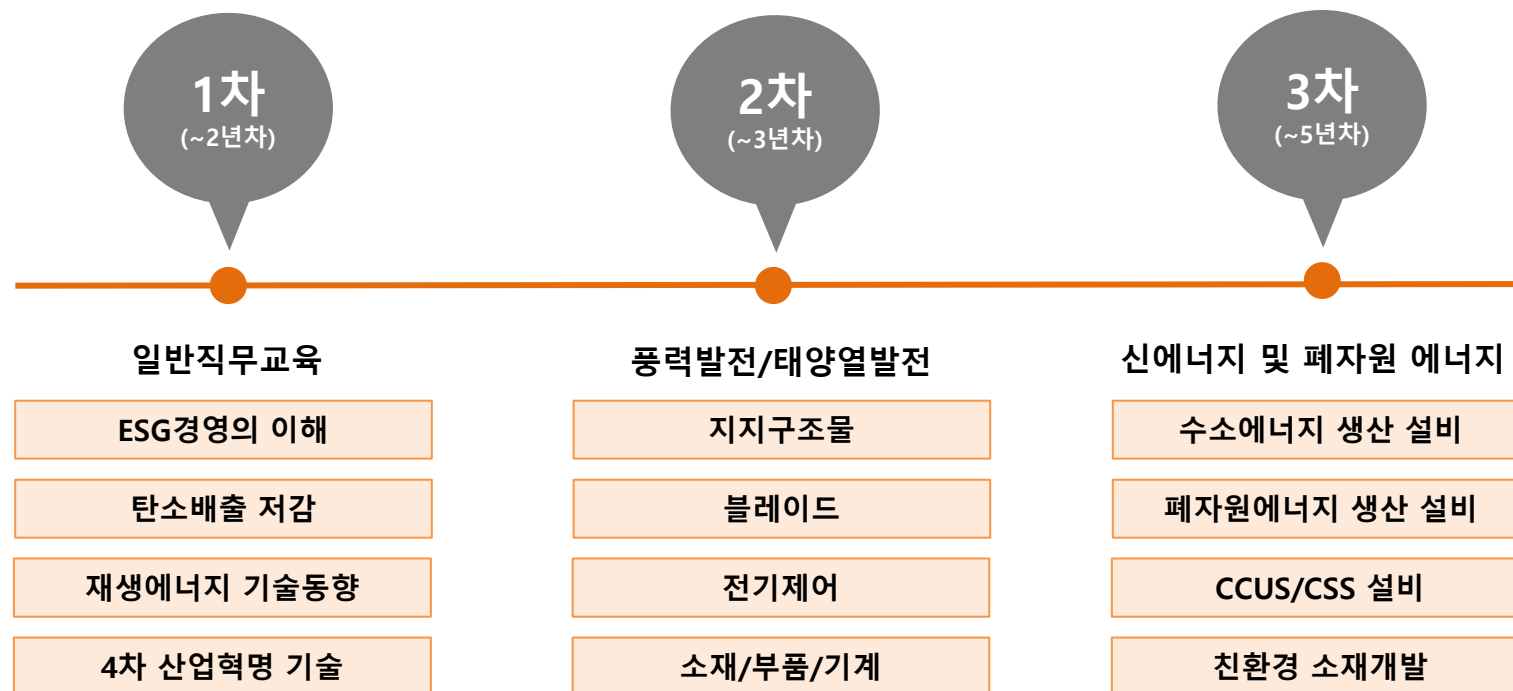 1차
(~2년차)
2차
(~3년차)
3차
(~5년차)
일반직무교육
ESG경영의 이해
탄소배출 저감
재생에너지 기술동향
4차 산업혁명 기술
풍력발전/태양열발전
지지구조물
블레이드
전기제어
소재/부품/기계
신에너지 및 폐자원 에너지
수소에너지 생산 설비
폐자원에너지 생산 설비
CCUS/CSS 설비
친환경 소재개발